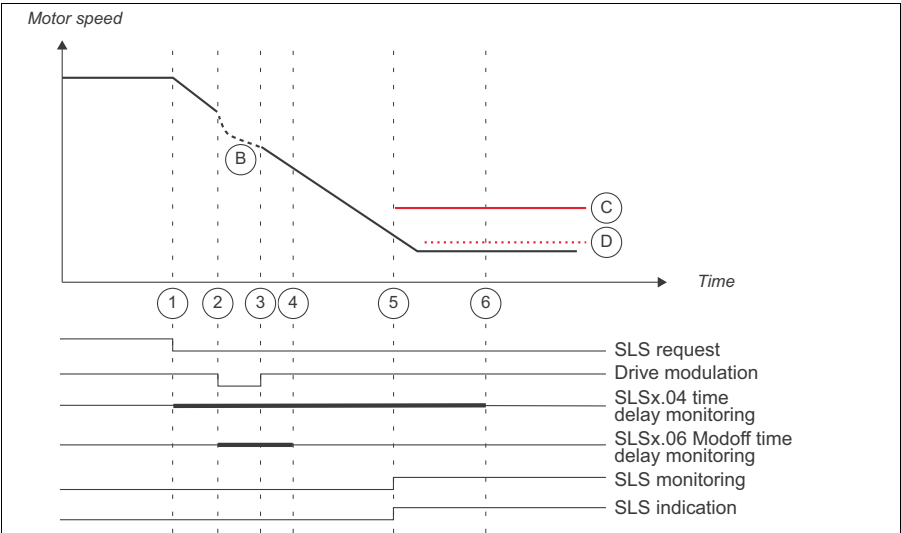 Motor speed
B
C
D
Time
1 2 3 4 5 6
SLS request
Drive modulation
SLSx.04 time
delay monitoring
SLSx.06 Modoff time
delay monitoring
SLS monitoring
SLS indication